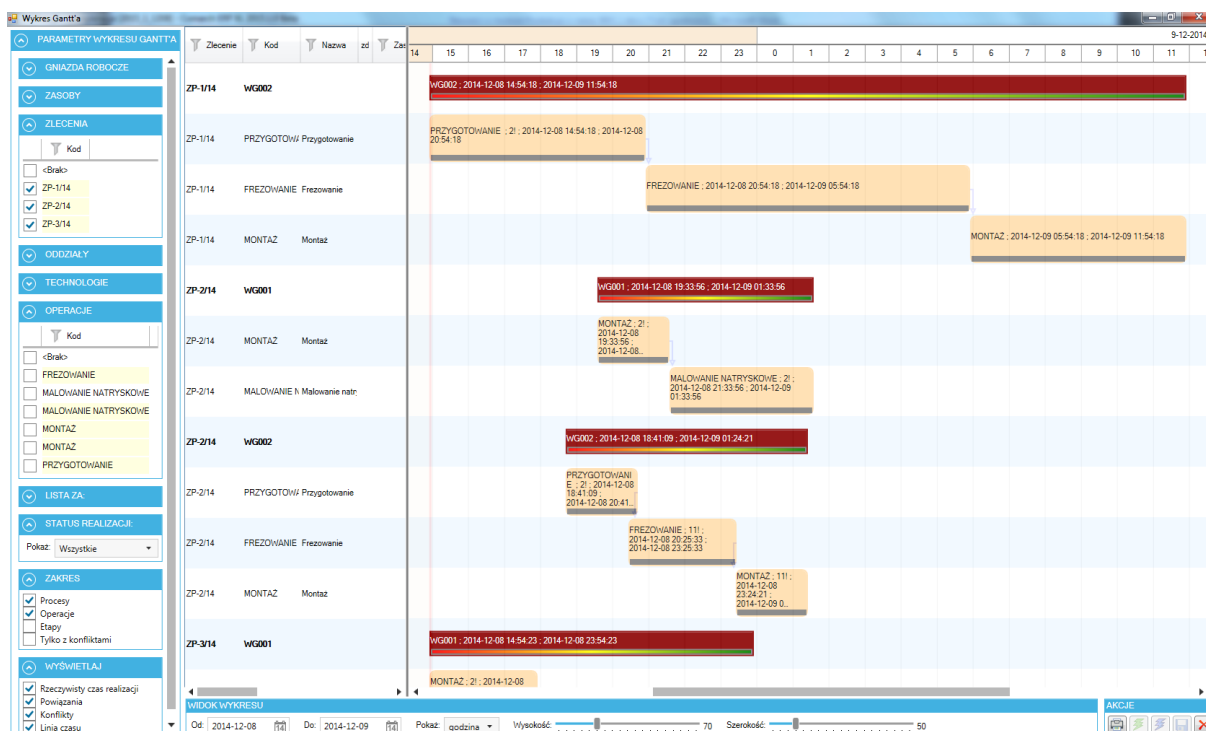 Wykres Gantt'a
PARAMETRY WYKRESU GANTT'A
GNIAZDA ROBOCZE
ZASOBY
ZLECENIA
Kod
<Brak>
ZP-1/14
ZP-2/14
ZP-3/14
ODDZIAŁY
TECHNOLOGIE
OPERACJE
Kod
<Brak>
FREZOWANIE
MALOWANIE NATRYSKOWE
MALOWANIE NATRYSKOWE
MONTAŻ
MONTAŻ
PRZYGOTOWANIE
LISTA ZA:
STATUS REALIZACJI:
Pokaż: Wszystkie
ZAKRES
Procesy
Operacje
Etapy
Tylko z konfliktami
WYŚWIETLAJ
Rzeczywisty czas realizacji
Powiązania
Konflikty
Linia czasu
Zlecenie Kod Nazwa zd Zas
9-12-2014
14 15 16 17 18 19 20 21 22 23 0 1 2 3 4 5 6 7 8 9 10 11 1
ZP-1/14 WG002
WG002 ; 2014-12-08 14:54:18 ; 2014-12-09 11:54:18
ZP-1/14 PRZYGOTOWA Przygotowanie
PRZYGOTOWANIE ; 2! ; 2014-12-08 14:54:18 ; 2014-12-08
20:54:18
ZP-1/14 FREZOWANIE Frezowanie
FREZOWANIE ; 2014-12-08 20:54:18 ; 2014-12-09 05:54:18
ZP-1/14 MONTAŻ Montaż
MONTAŻ ; 2014-12-09 05:54:18 ; 2014-12-09 11:54:18
ZP-2/14 WG001
WG001 ; 2014-12-08 19:33:56 ; 2014-12-09 01:33:56
ZP-2/14 MONTAŻ Montaż
MONTAŻ ; 2! ;
2014-12-08
19:33:56 ;
2014-12-08...
ZP-2/14 MALOWANIE N Malowanie natr
MALOWANIE NATRYSKOWE ; 2! ;
2014-12-08 21:33:56 ; 2014-12-09
01:33:56
ZP-2/14 WG002
WG002 ; 2014-12-08 18:41:09 ; 2014-12-09 01:24:21
ZP-2/14 PRZYGOTOWA Przygotowanie
PRZYGOTOWANI
E ; 2! ; 2014-12-08
18:41:09 ;
2014-12-08 20:41...
ZP-2/14 FREZOWANIE Frezowanie
FREZOWANIE ; 11! ;
2014-12-08 20:25:33 ;
2014-12-08 23:25:33
ZP-2/14 MONTAŻ Montaż
MONTAŻ ; 11! ;
2014-12-08
23:24:21 ;
2014-12-09 0...
ZP-3/14 WG001
WG001 ; 2014-12-08 14:54:23 ; 2014-12-08 23:54:23
MONTAŻ ; 2! ; 2014-12-08
WIDOK WYKRESU
Od: 2014-12-08 14 Do: 2014-12-09 14 Pokaż: godzina Wysokość: 70 Szerokość: 50
AKCJE